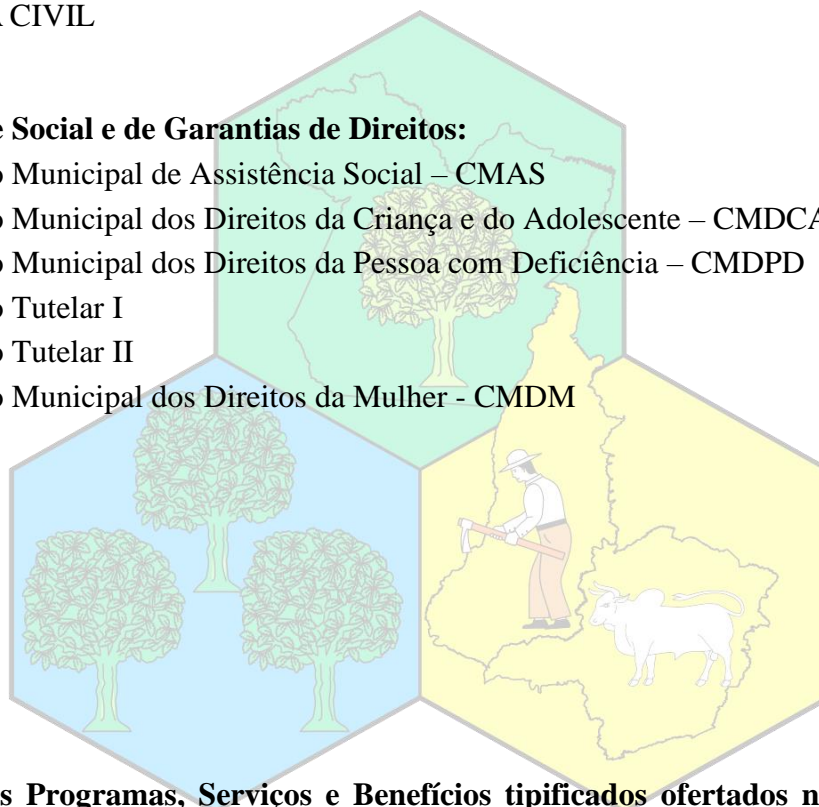 A CIVIL
e Social e de Garantias de Direitos:
o Municipal de Assistência Social – CMAS
o Municipal dos Direitos da Criança e do Adolescente – CMDCA
o Municipal dos Direitos da Pessoa com Deficiência – CMDPD
o Tutelar I
o Tutelar II
o Municipal dos Direitos da Mulher - CMDM
s Programas, Serviços e Benefícios tipificados ofertados n